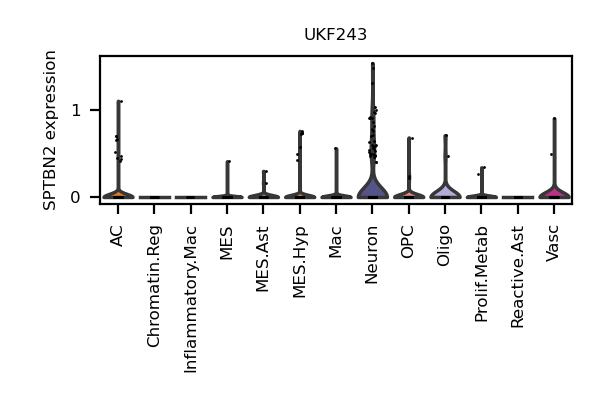 UKF243
SPTBN2 expression
1
0
AC
Chromatin.Reg
Inflammatory.Mac
MES
MES.Ast
MES.Hyp
Mac
Neuron
OPC
Oligo
Prolif.Metab
Reactive.Ast
Vasc